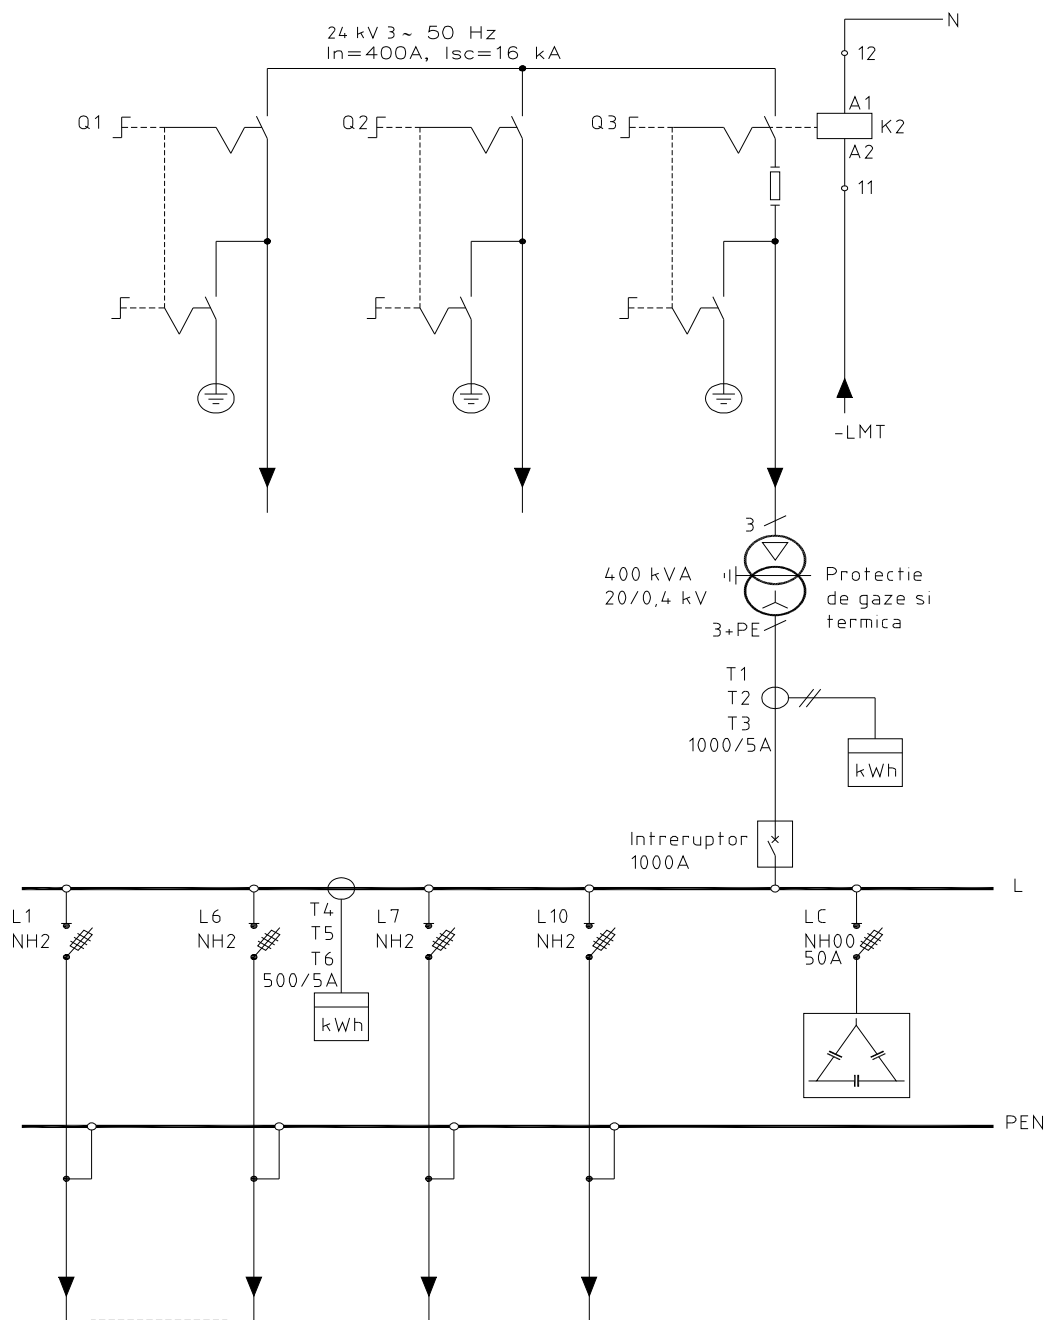 24 kV 3 ~ 50 Hz
In=400A, Isc=16 kA
N
12
A1
K2
A2
11
-LMT
Q1
Q2
Q3
3
400 kVA
20/0,4 kV
Protectie
de gaze si
termica
3+PE
T1
T2
T3
1000/5A
kWh
Intreruptor
1000A
L
L1
NH2
L6
NH2
T4
T5
T6
500/5A
kWh
L7
NH2
L10
NH2
LC
NH00
50A
PEN